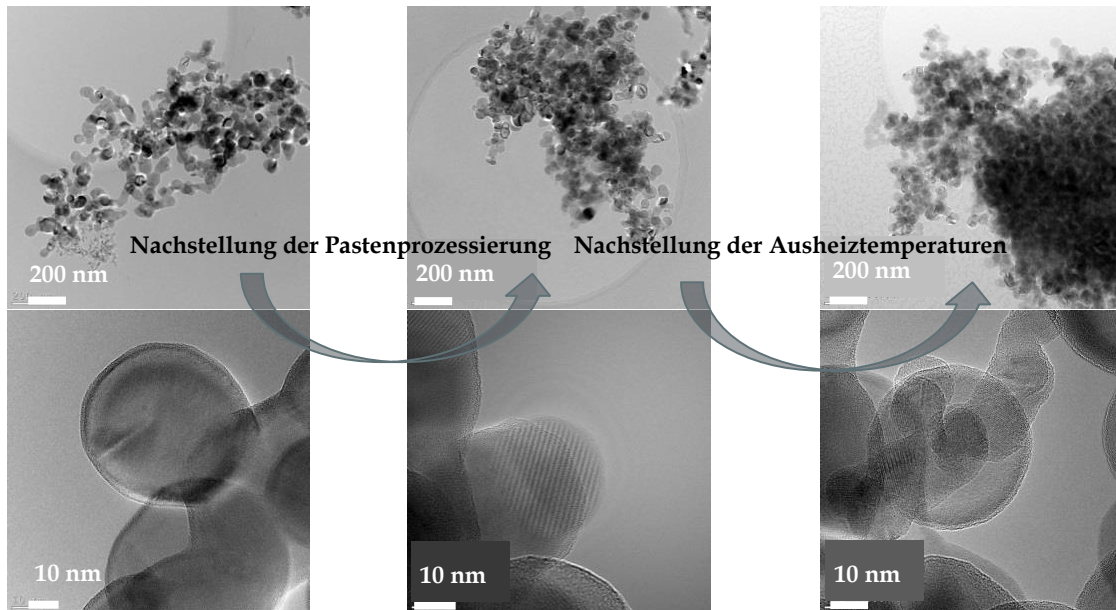 Nachstellung der Pastenprozessierung
Nachstellung der Ausheiztemperaturen
200 nm
200 nm
200 nm
10 nm
10 nm
10 nm